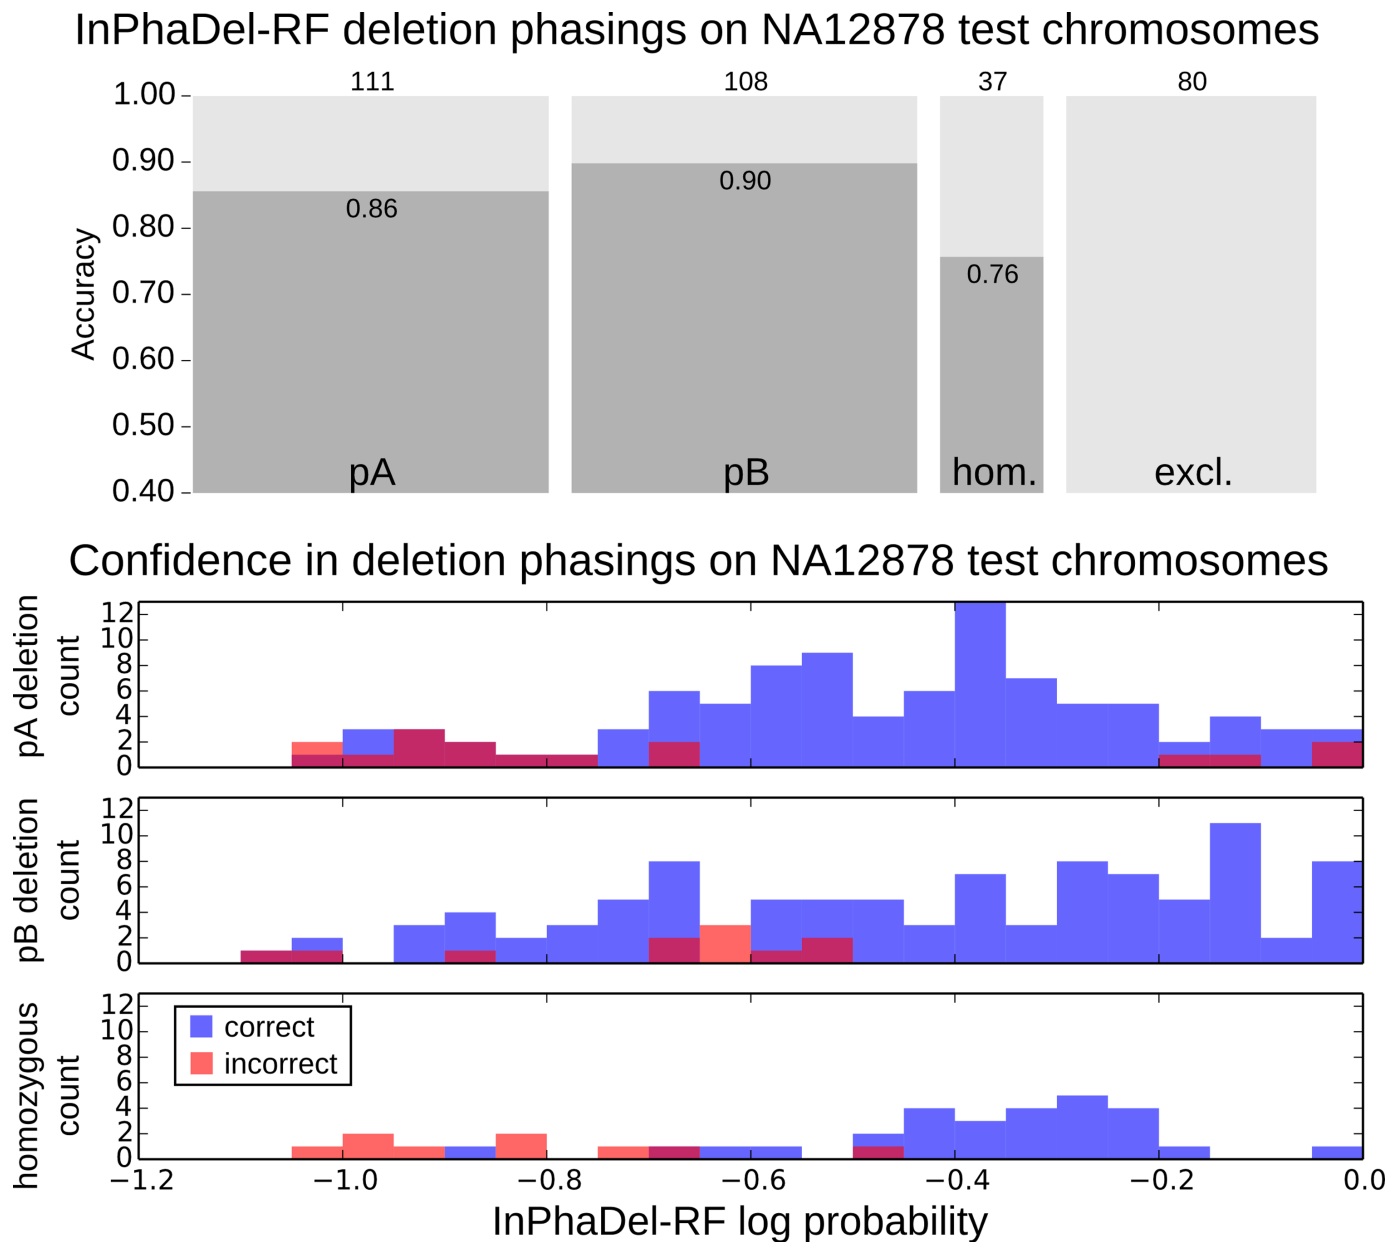 InPhaDel-RF deletion phasings on NA12878 test chromosomes
111 108 37 80
1.00
0.90
0.80
0.70
0.60
0.50
0.40
Accuracy
0.86
0.90
0.76
pA pB hom. excl.
Confidence in deletion phasings on NA12878 test chromosomes
pA deletion
count
12
10
8
6
4
2
0
pB deletion
count
12
10
8
6
4
2
0
homozygous
count
12
10
8
6
4
2
0
correct
incorrect
−1.2 −1.0 −0.8 −0.6 −0.4 −0.2 0.0
InPhaDel-RF log probability